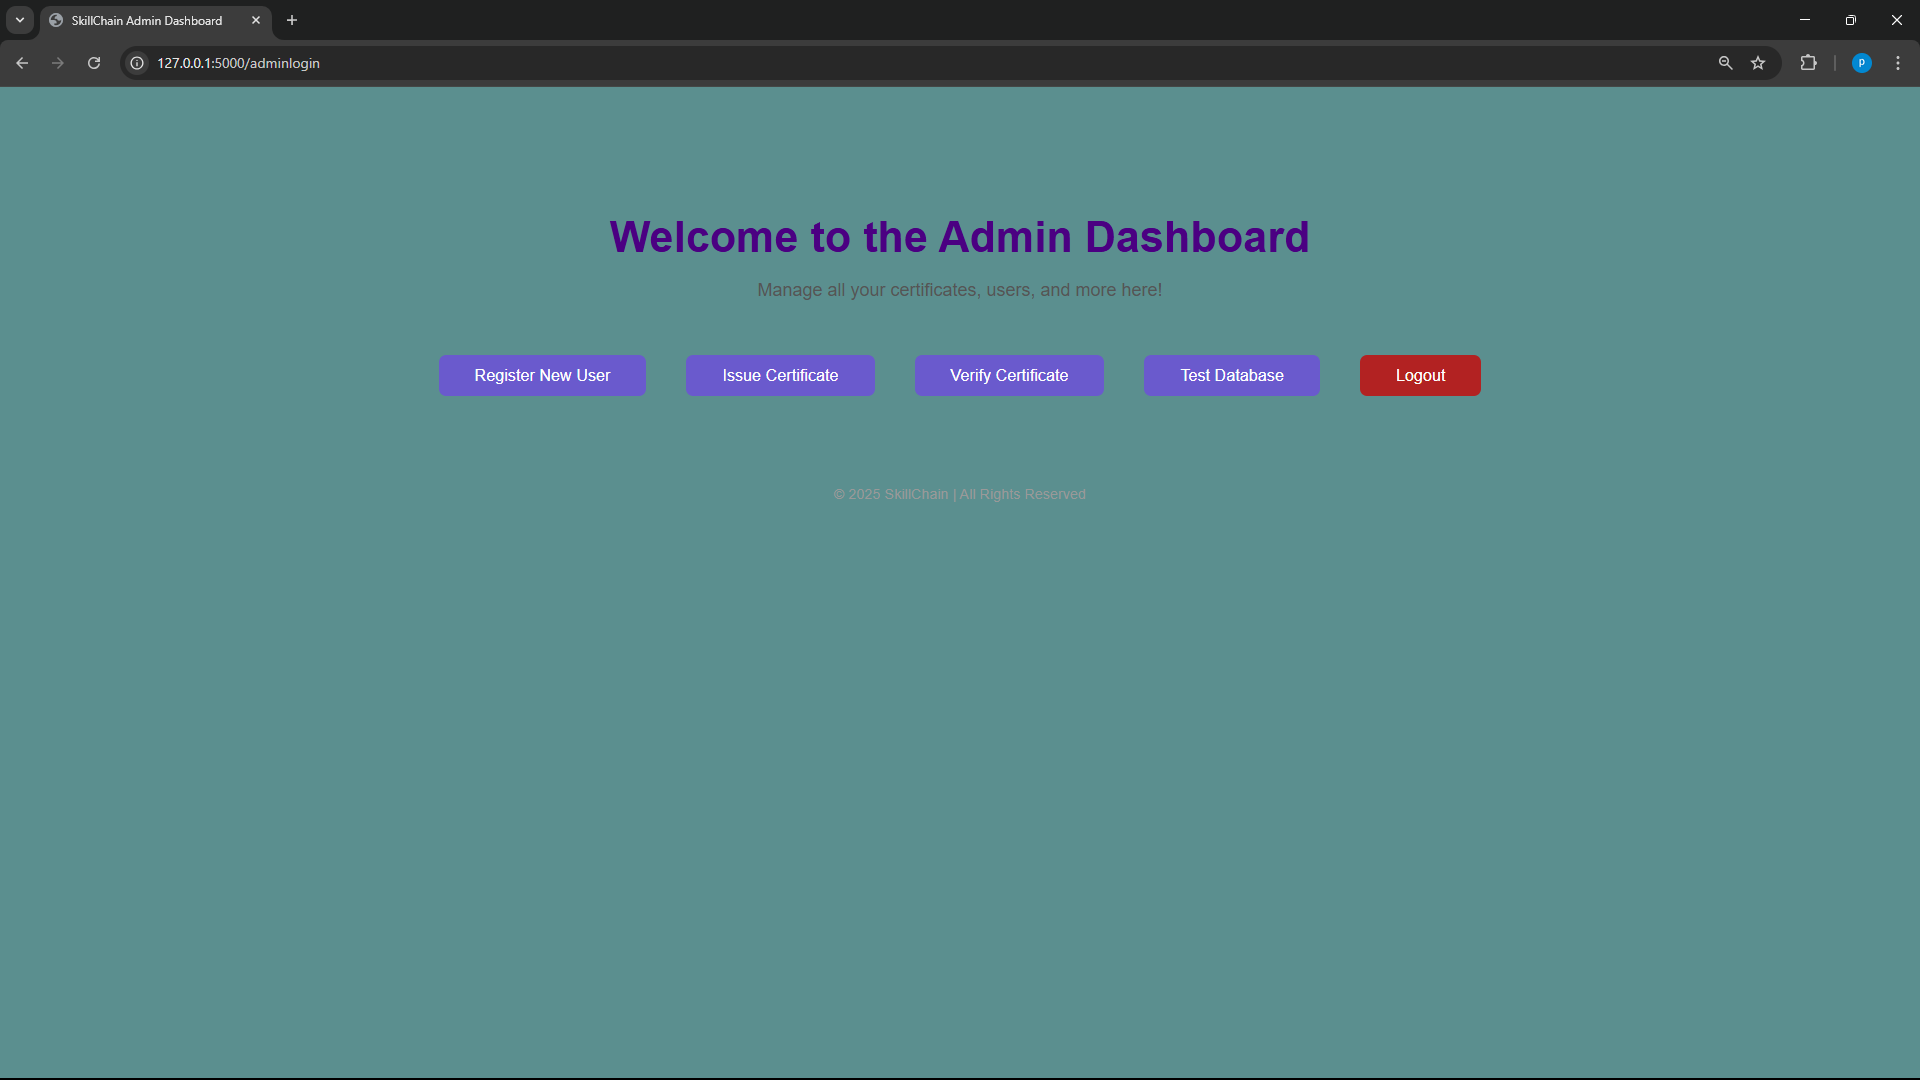 SkillChain Admin Dashboard
127.0.0.1:5000/adminlogin
P
Welcome to the Admin Dashboard
Manage all your certificates, users, and more here!
Register New User
Issue Certificate
Verify Certificate
Test Database
Logout
© 2025 SkillChain | All Rights Reserved